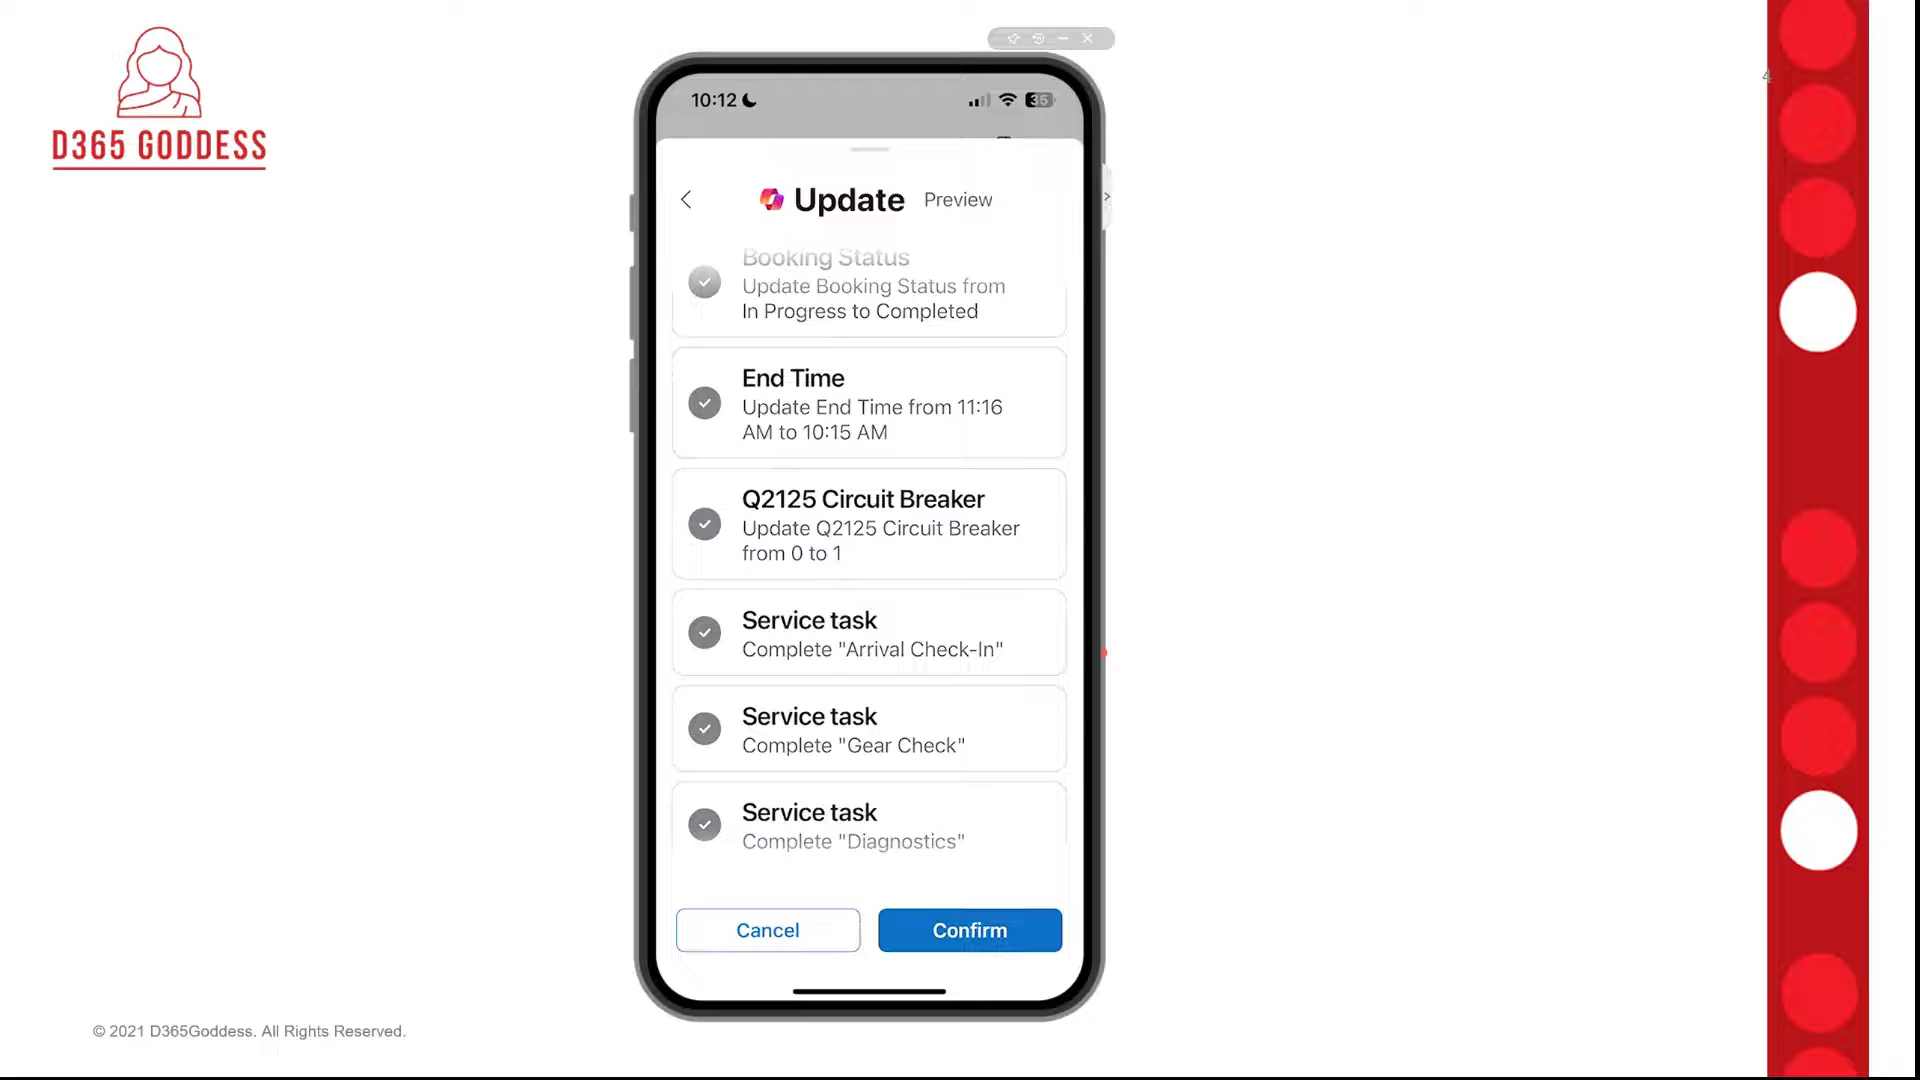 D365 GODDESS
4
10:12
35
Update Preview
Booking Status
Update Booking Status from
In Progress to Completed
End Time
Update End Time from 11:16
AM to 10:15 AM
Q2125 Circuit Breaker
Update Q2125 Circuit Breaker
from 0 to 1
Service task
Complete "Arrival Check-In"
Service task
Complete "Gear Check"
Service task
Complete "Diagnostics"
Cancel
Confirm
© 2021 D365Goddess. All Rights Reserved.